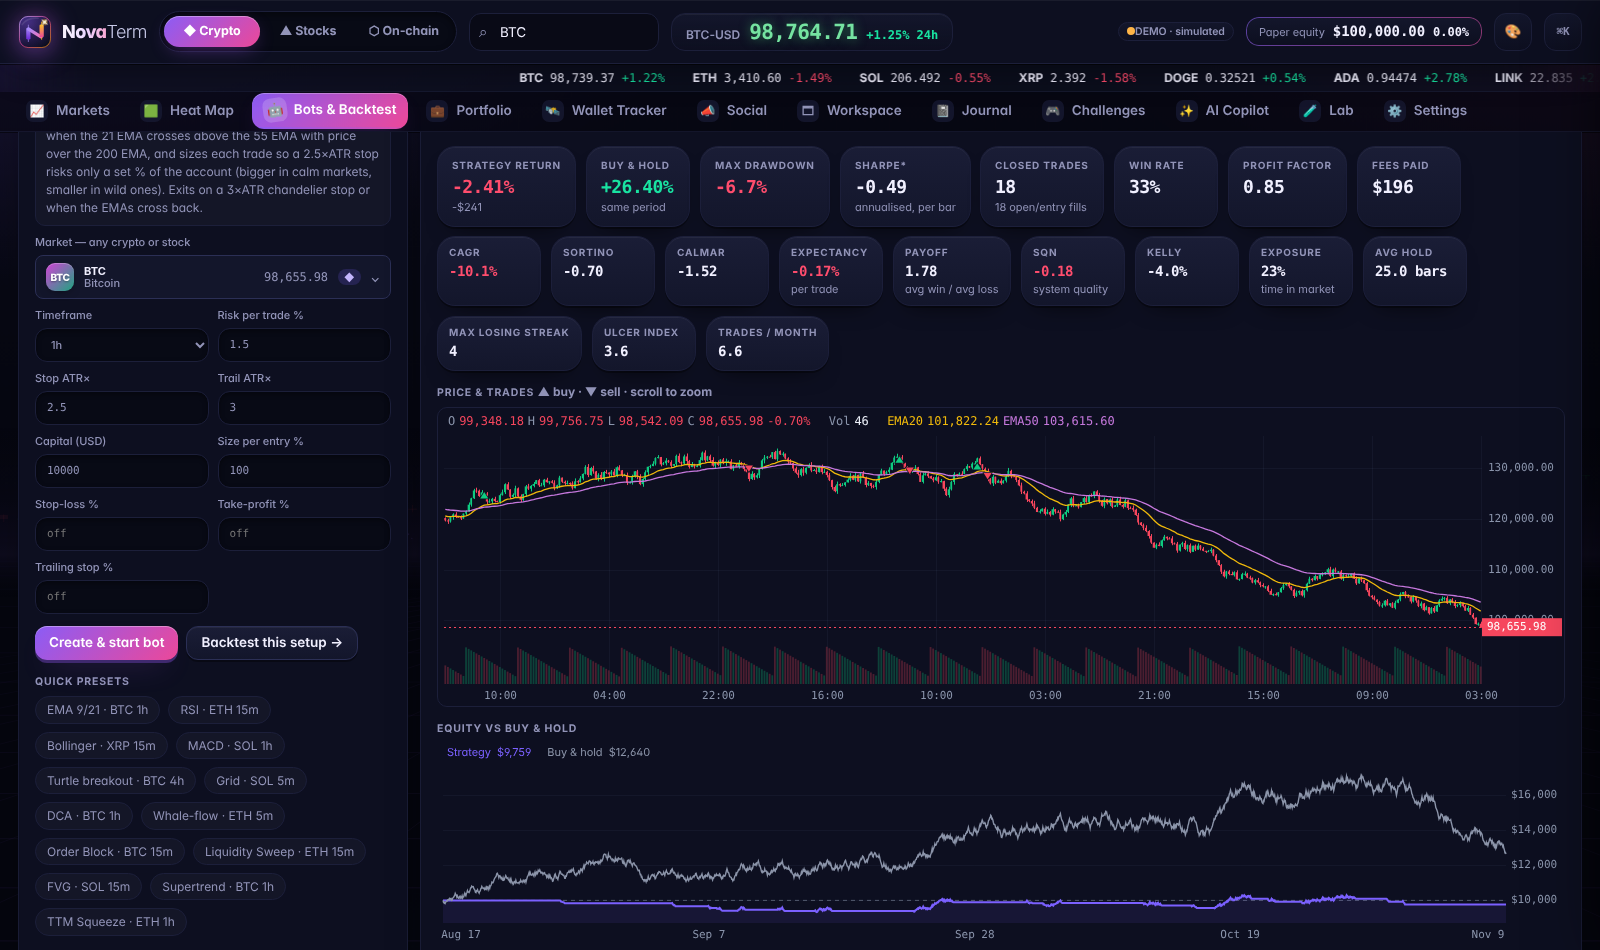 NovaTerm
Crypto
Stocks
On-chain
BTC
BTC-USD 98,764.71 +1.25% 24h
DEMO · simulated
Paper equity $100,000.00 0.00%
⌘K
BTC 98,739.37 +1.22% ETH 3,410.60 -1.49% SOL 206.492 -0.55% XRP 2.392 -1.58% DOGE 0.32521 +0.54% ADA 0.94474 +2.78% LINK 22.835
Markets
Heat Map
Bots & Backtest
Portfolio
Wallet Tracker
Social
Workspace
Journal
Challenges
AI Copilot
Lab
Settings
when the 21 EMA crosses above the 55 EMA with price
over the 200 EMA, and sizes each trade so a 2.5×ATR stop
risks only a set % of the account (bigger in calm markets,
smaller in wild ones). Exits on a 3×ATR chandelier stop or
when the EMAs cross back.
Market — any crypto or stock
BTC
BTC
Bitcoin
98,655.98
Timeframe
Risk per trade %
1h
1.5
Stop ATR×
Trail ATR×
2.5
3
Capital (USD)
Size per entry %
10000
100
Stop-loss %
Take-profit %
off
off
Trailing stop %
off
Create & start bot
Backtest this setup →
QUICK PRESETS
EMA 9/21 · BTC 1h
RSI · ETH 15m
Bollinger · XRP 15m
MACD · SOL 1h
Turtle breakout · BTC 4h
Grid · SOL 5m
DCA · BTC 1h
Whale-flow · ETH 5m
Order Block · BTC 15m
Liquidity Sweep · ETH 15m
FVG · SOL 15m
Supertrend · BTC 1h
TTM Squeeze · ETH 1h
STRATEGY RETURN
-2.41%
-$241
BUY & HOLD
+26.40%
same period
MAX DRAWDOWN
-6.7%
SHARPE*
-0.49
annualised, per bar
CLOSED TRADES
18
18 open/entry fills
WIN RATE
33%
PROFIT FACTOR
0.85
FEES PAID
$196
CAGR
-10.1%
SORTINO
-0.70
CALMAR
-1.52
EXPECTANCY
-0.17%
per trade
PAYOFF
1.78
avg win / avg loss
SQN
-0.18
system quality
KELLY
-4.0%
EXPOSURE
23%
time in market
AVG HOLD
25.0 bars
MAX LOSING STREAK
4
ULCER INDEX
3.6
TRADES / MONTH
6.6
PRICE & TRADES ▲ buy · ▼ sell · scroll to zoom
O 99,348.18 H 99,756.75 L 98,542.09 C 98,655.98 -0.70% Vol 46 EMA20 101,822.24 EMA50 103,615.60
130,000.00
120,000.00
110,000.00
98,655.98
10:00 04:00 22:00 16:00 10:00 03:00 21:00 15:00 09:00 03:00
EQUITY VS BUY & HOLD
Strategy $9,759 Buy & hold $12,640
$16,000
$14,000
$12,000
$10,000
Aug 17 Sep 7 Sep 28 Oct 19 Nov 9